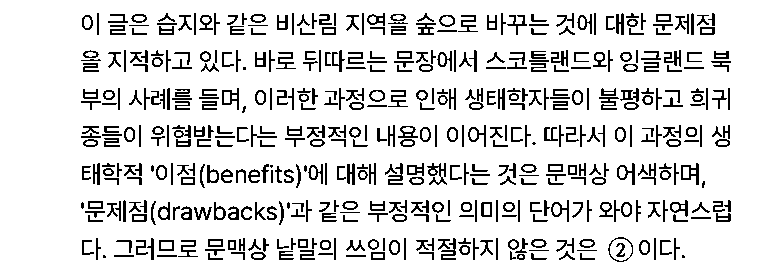 이 글은 습지와 같은 비산림 지역을 숲으로 바꾸는 것에 대한 문제점
을 지적하고 있다. 바로 뒤따르는 문장에서 스코틀랜드와 잉글랜드 북
부의 사례를 들며, 이러한 과정으로 인해 생태학자들이 불평하고 희귀
종들이 위협받는다는 부정적인 내용이 이어진다. 따라서 이 과정의 생
태학적 '이점(benefits)'에 대해 설명했다는 것은 문맥상 어색하며,
'문제점(drawbacks)'과 같은 부정적인 의미의 단어가 와야 자연스럽
다. 그러므로 문맥상 낱말의 쓰임이 적절하지 않은 것은 ②이다.